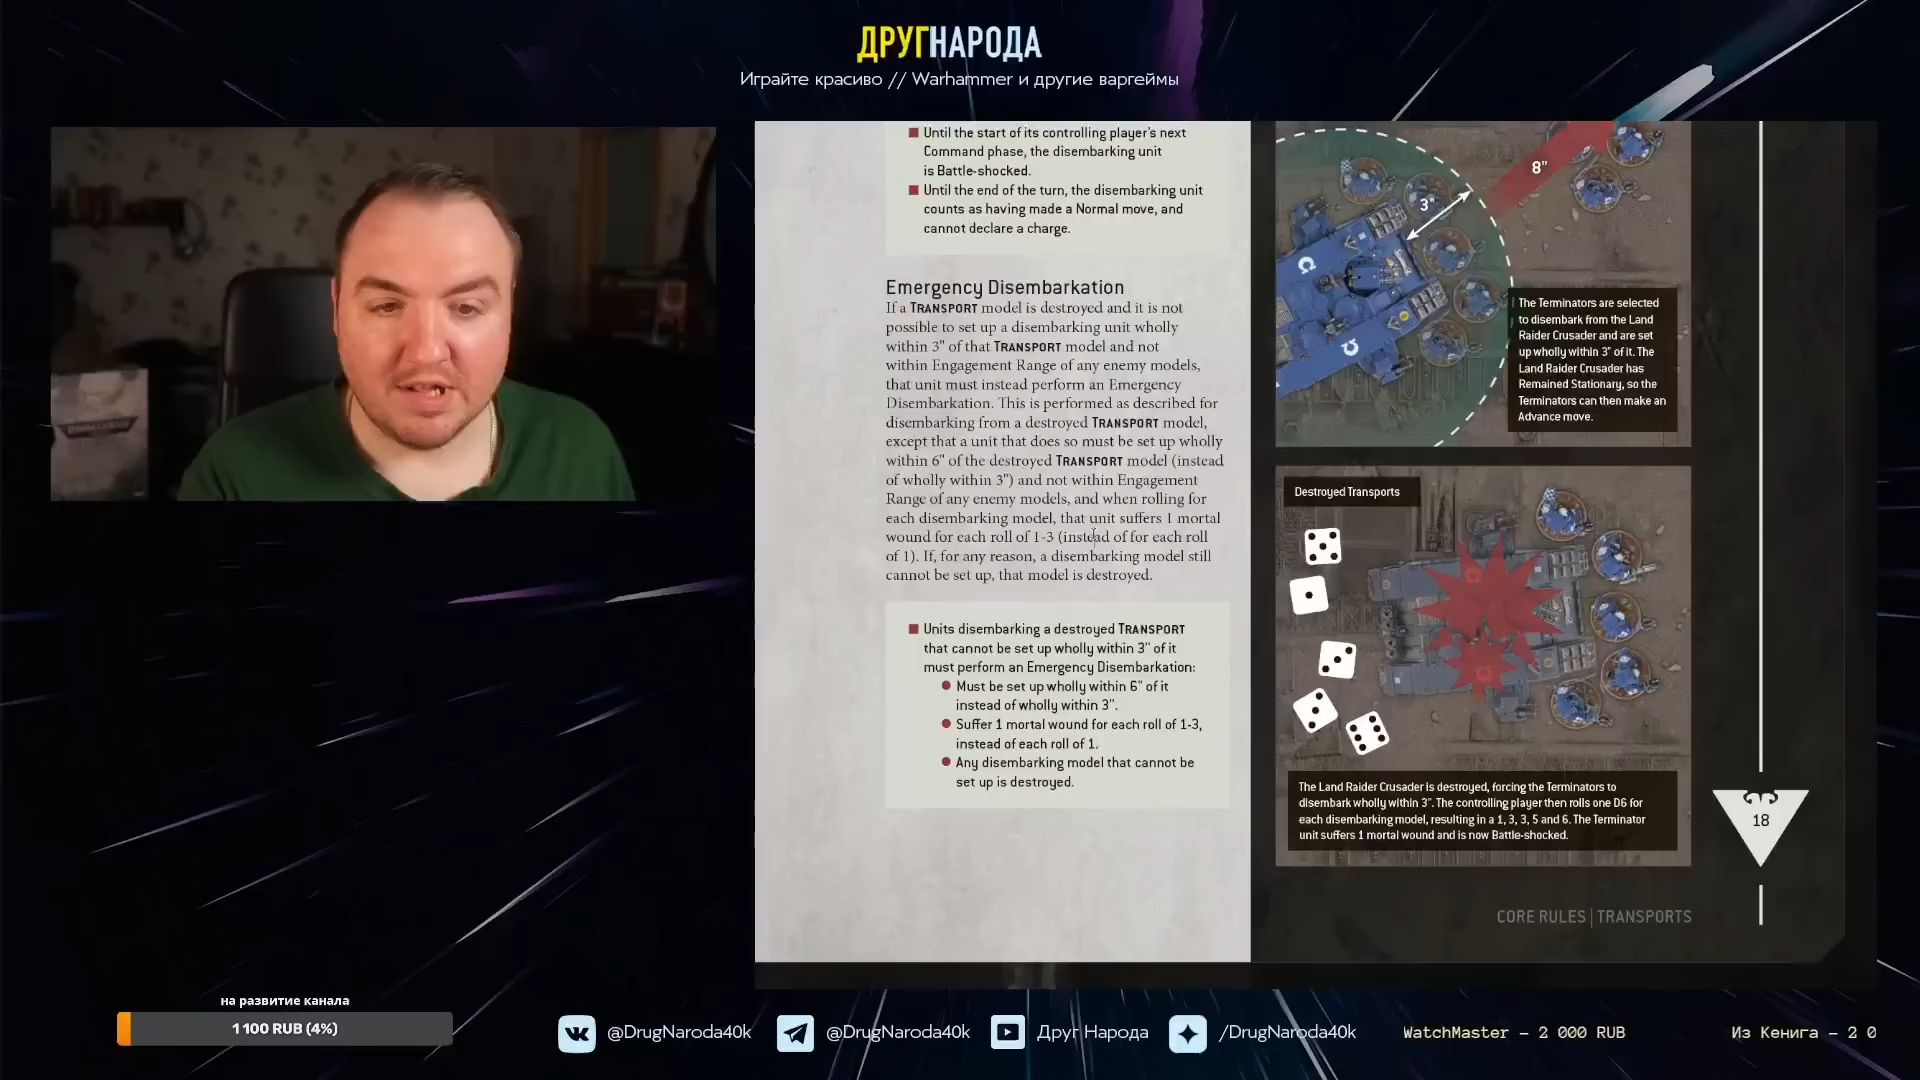 ДРУГНАРОДА
Играйте красиво // Warhammer и другие варгеймы
Until the start of its controlling player's next
Command phase, the disembarking unit
is Battle-shocked.
Until the end of the turn, the disembarking unit
counts as having made a Normal move, and
cannot declare a charge.
Emergency Disembarkation
If a TRANSPORT model is destroyed and it is not
possible to set up a disembarking unit wholly
within 3" of that TRANSPORT model and not
within Engagement Range of any enemy models,
that unit must instead perform an Emergency
Disembarkation. This is performed as described for
disembarking from a destroyed TRANSPORT model,
except that a unit that does so must be set up wholly
within 6" of the destroyed TRANSPORT model (instead
of wholly within 3") and not within Engagement
Range of any enemy models, and when rolling for
each disembarking model, that unit suffers 1 mortal
wound for each roll of 1-3 (instead of for each roll
of 1). If, for any reason, a disembarking model still
cannot be set up, that model is destroyed.
Units disembarking a destroyed TRANSPORT
that cannot be set up wholly within 3" of it
must perform an Emergency Disembarkation:
Must be set up wholly within 6" of it
instead of wholly within 3".
Suffer 1 mortal wound for each roll of 1-3,
instead of each roll of 1.
Any disembarking model that cannot be
set up is destroyed.
8"
3"
The Terminators are selected
to disembark from the Land
Raider Crusader and are set
up wholly within 3" of it. The
Land Raider Crusader has
Remained Stationary, so the
Terminators can then make an
Advance move.
Destroyed Transports
The Land Raider Crusader is destroyed, forcing the Terminators to
disembark wholly within 3". The controlling player then rolls one D6 for
each disembarking model, resulting in a 1, 3, 3, 5 and 6. The Terminator
unit suffers 1 mortal wound and is now Battle-shocked.
18
CORE RULES | TRANSPORTS
на развитие канала
1 100 RUB (4%)
@DrugNaroda40k
@DrugNaroda40k
Друг Народа
/DrugNaroda40k
WatchMaster – 2 000 RUB
Из Кенига – 2 0